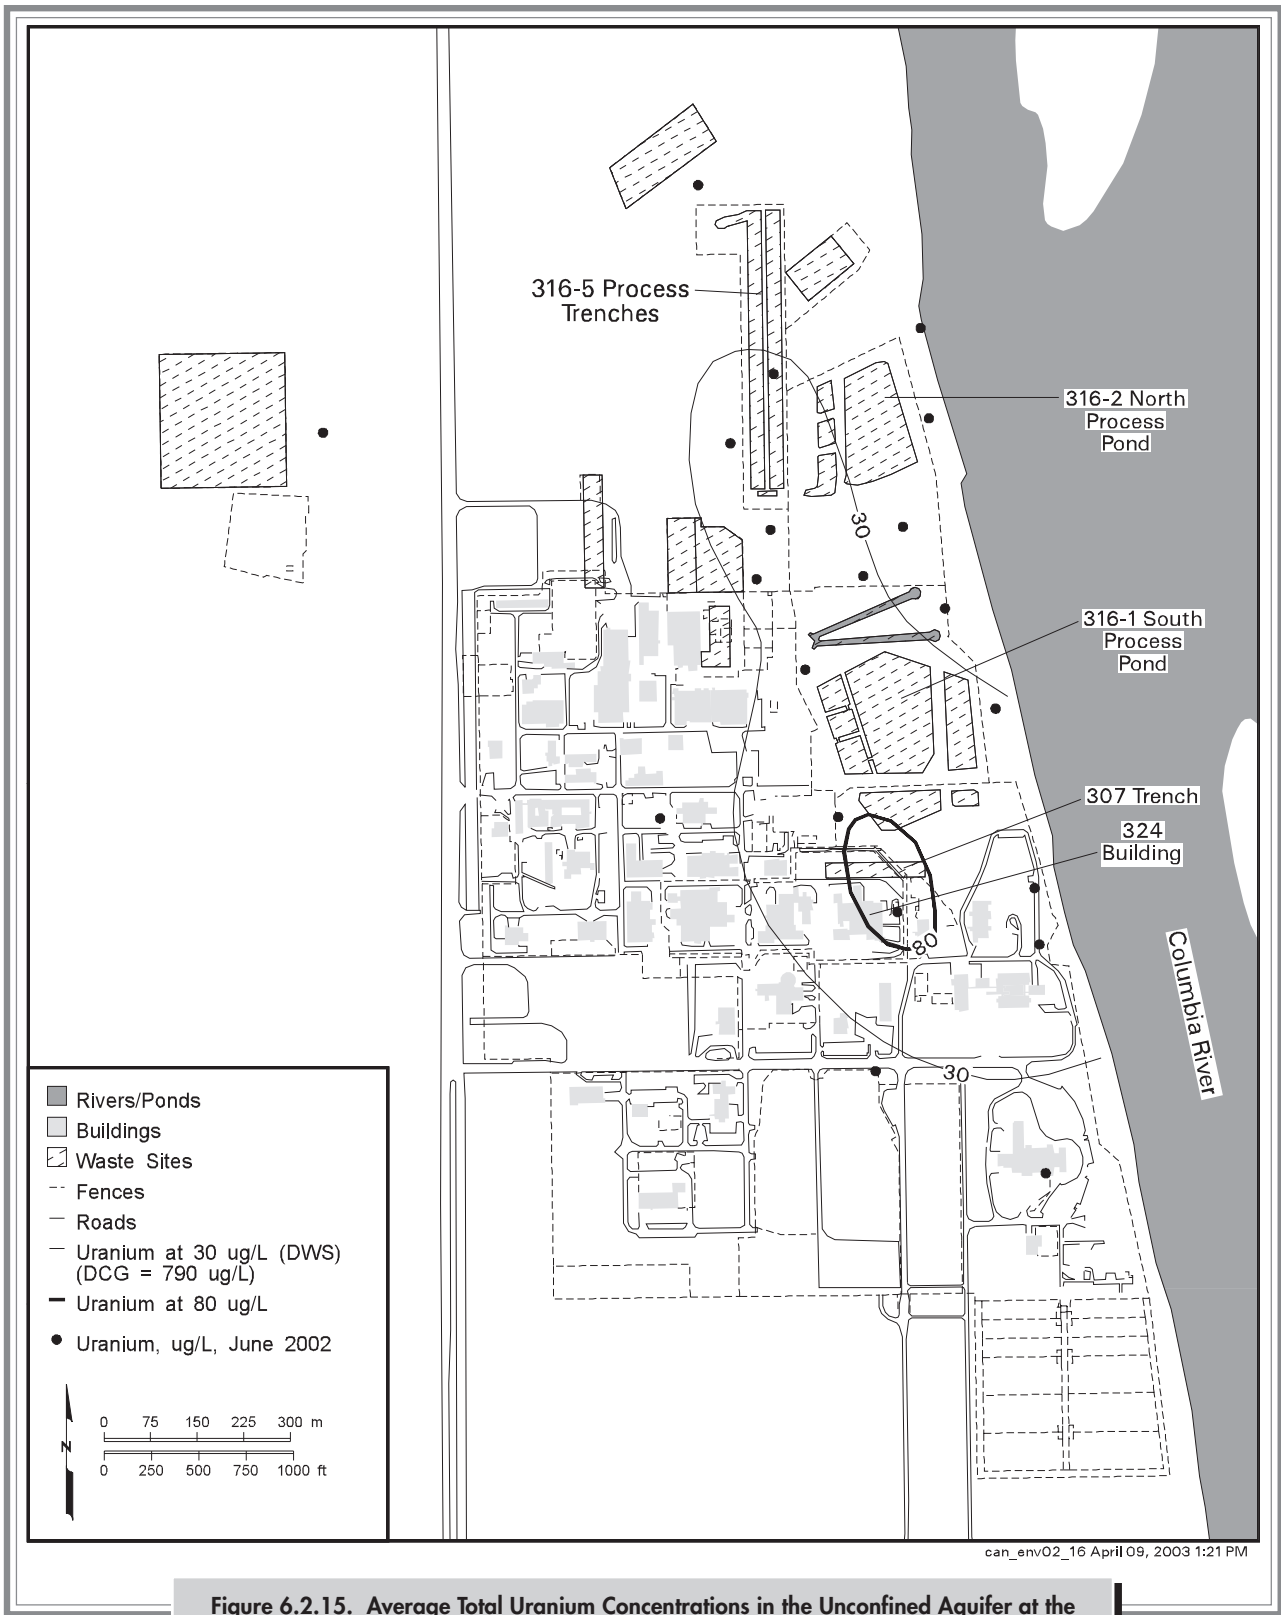 316-5 Process
Trenches
316-2 North
Process
Pond
30
316-1 South
Process
Pond
307 Trench
324
Building
80
Columbia River
30
Rivers/Ponds
Buildings
Waste Sites
Fences
Roads
Uranium at 30 ug/L (DWS)
(DCG = 790 ug/L)
Uranium at 80 ug/L
Uranium, ug/L, June 2002
0 75 150 225 300 m
N
0 250 500 750 1000 ft
can_env02_16 April 09, 2003 1:21 PM
Figure 6.2.15. Average Total Uranium Concentrations in the Unconfined Aquifer at the